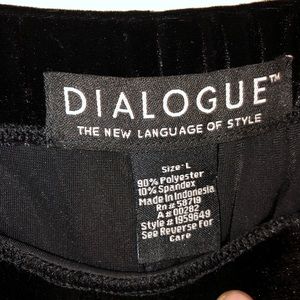 DIALOGUE™
THE NEW LANGUAGE OF STYLE
Size-L
90% Polyester
10% Spandex
Made in Indonesia
Rn# 58719
A# 00282
Style# 1959649
See Reverse For
Care